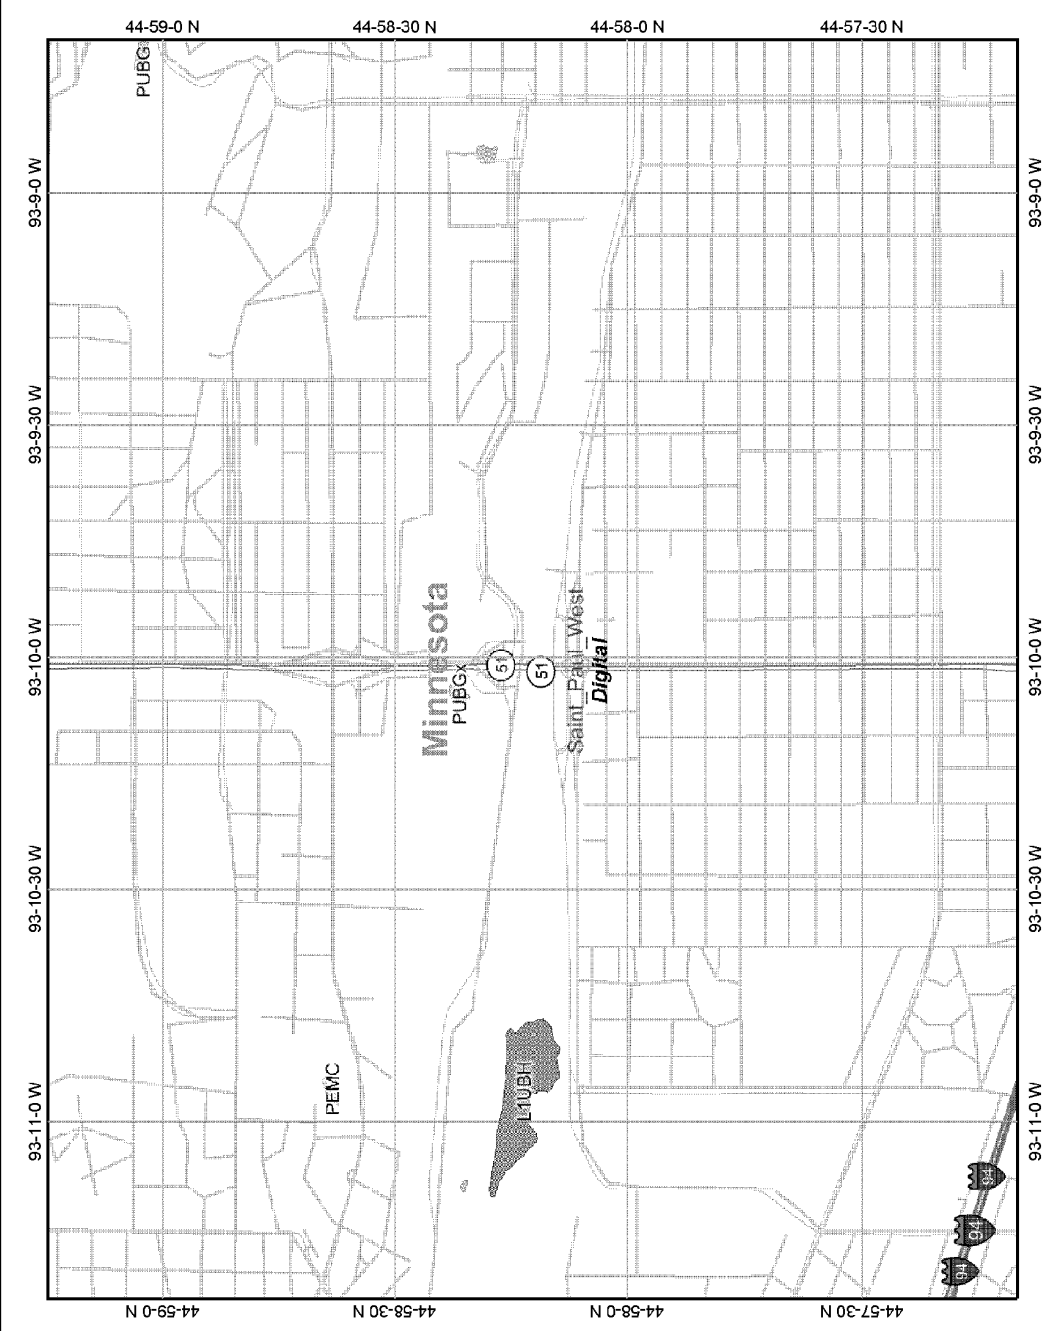 44-59-0 N
44-58-30 N
44-58-0 N
44-57-30 N
PUBG
93-9-0 W
93-9-0 W
93-9-30 W
93-9-30 W
Minnesota
PUBGx
51
51
Saint_Paul_West_
Digital
93-10-0 W
93-10-0 W
93-10-30 W
93-10-30 W
PEMC
L1UBH
93-11-0 W
93-11-0 W
94
94
94
44-59-0 N
44-58-30 N
44-58-0 N
44-57-30 N